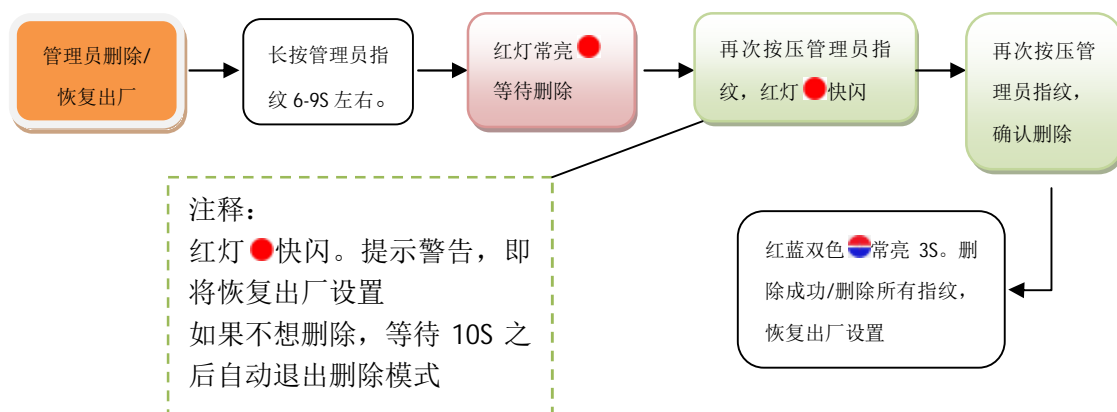 管理员删除/
恢复出厂
长按管理员指
纹 6-9S 左右。
红灯常亮
等待删除
再次按压管理员指
纹，红灯快闪
再次按压管
理员指纹，
确认删除
注释：
红灯快闪。提示警告，即
将恢复出厂设置
如果不想删除，等待 10S 之
后自动退出删除模式
红蓝双色常亮 3S。删
除成功/删除所有指纹，
恢复出厂设置